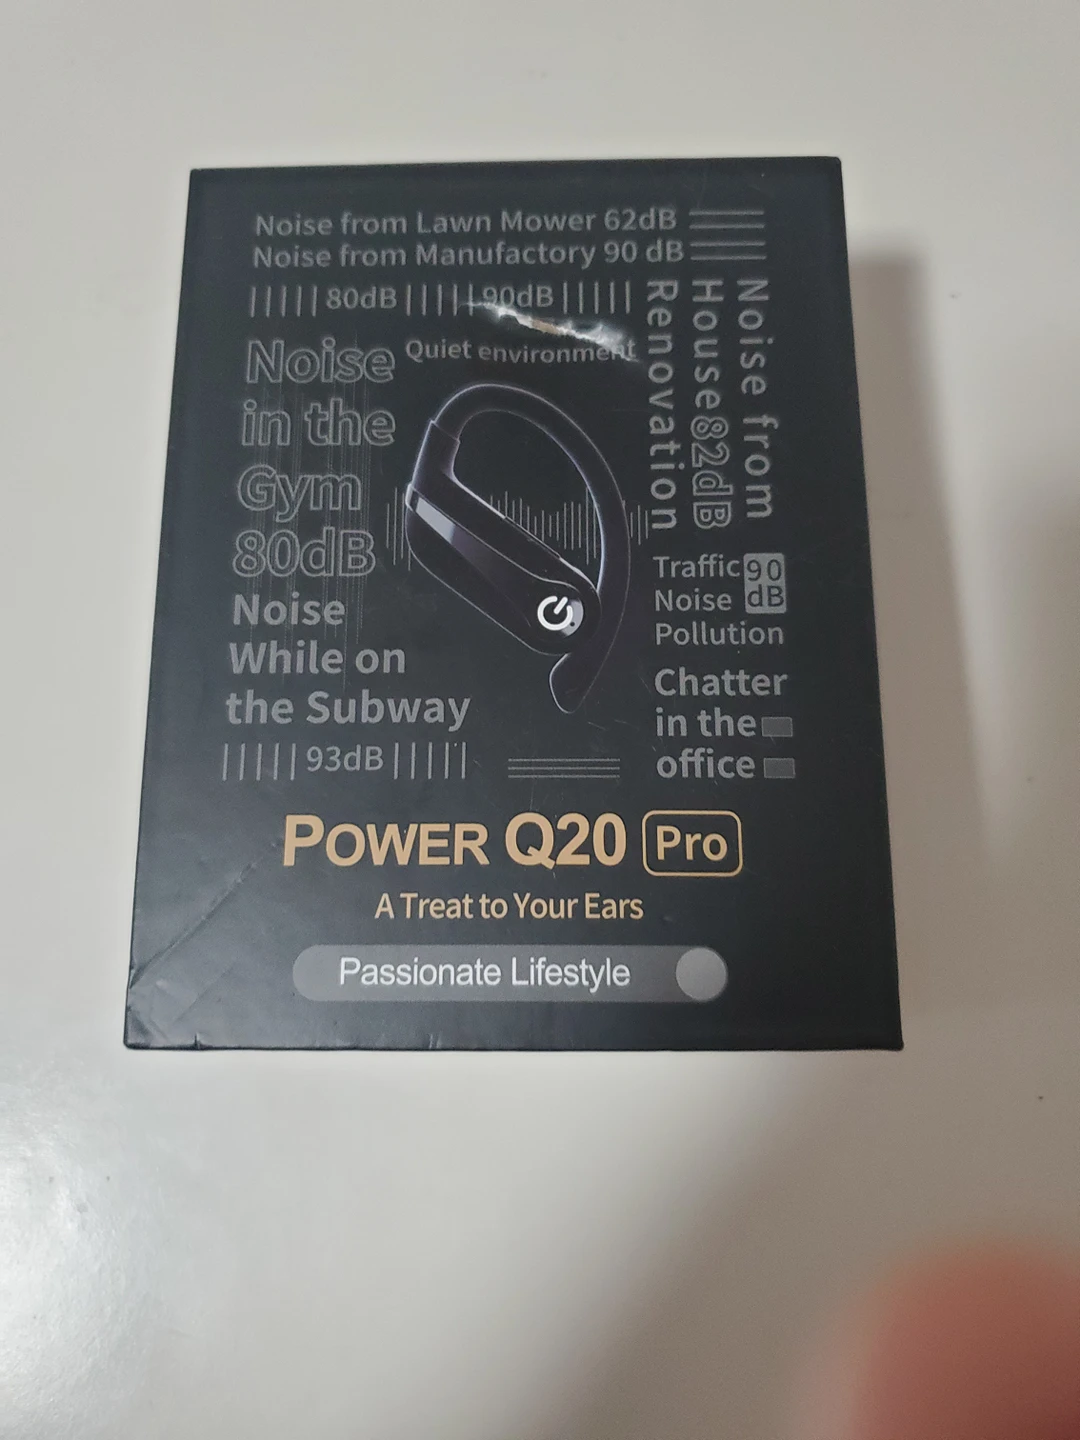 Noise from Lawn Mower 62dB
Noise from Manufactory 90 dB
80dB 90dB
Quiet environment
Noise
in the
Gym
80dB
Noise
While on
the Subway
93dB
Noise from
House82dB
Renovation
Traffic 90
Noise dB
Pollution
Chatter
in the
office
POWER Q20 Pro
A Treat to Your Ears
Passionate Lifestyle